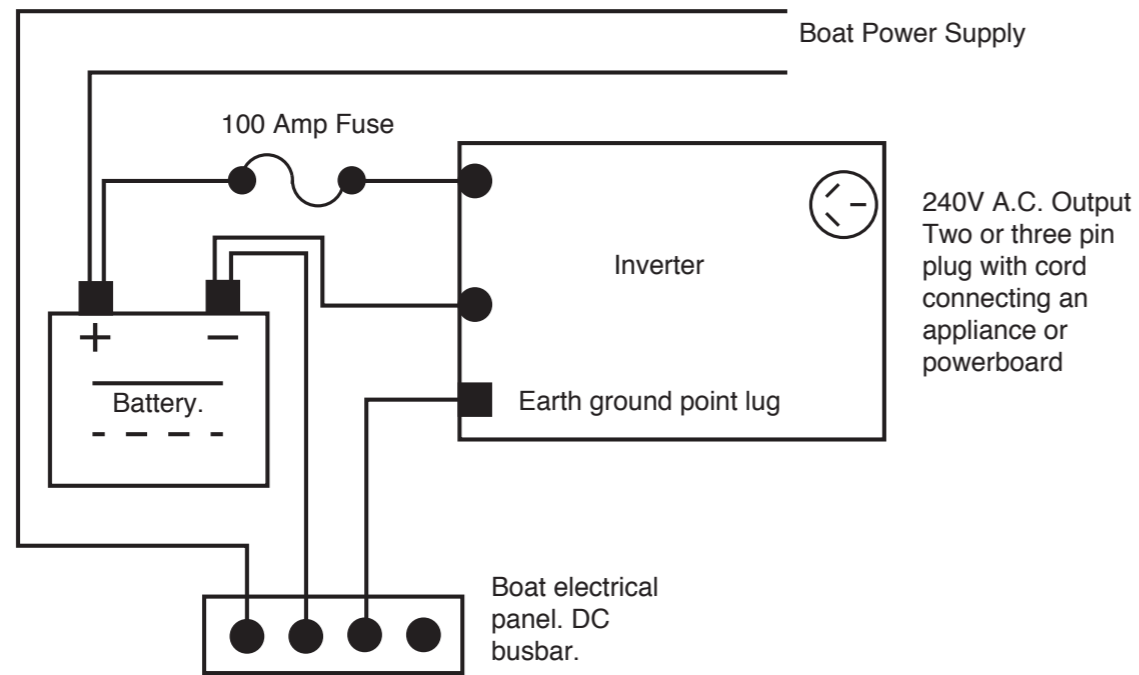 Boat Power Supply
100 Amp Fuse
Inverter
240V A.C. Output
Two or three pin
plug with cord
connecting an
appliance or
powerboard
+ —
Battery.
Earth ground point lug
Boat electrical
panel. DC
busbar.